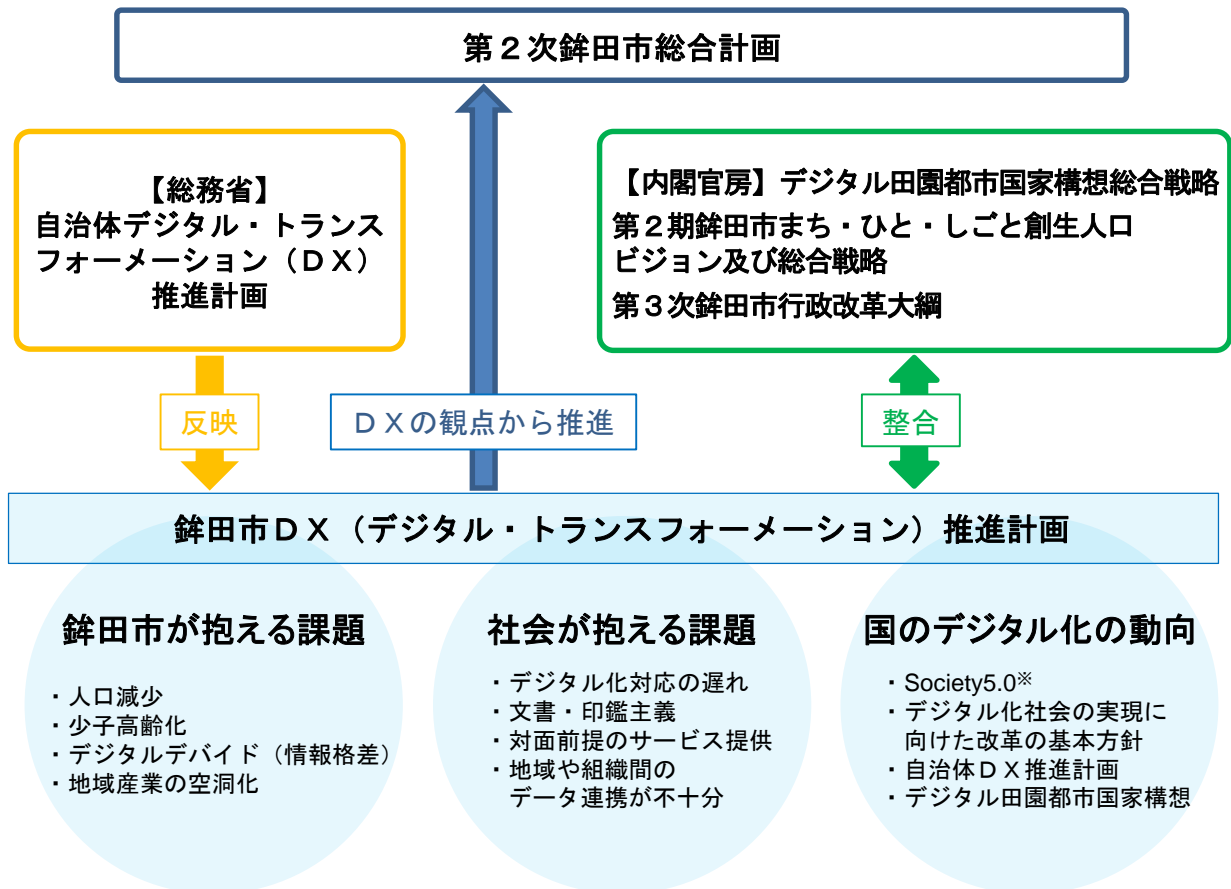 第２次鉾田市総合計画
【総務省】
自治体デジタル・トランス
フォーメーション（ＤＸ）
推進計画
【内閣官房】デジタル田園都市国家構想総合戦略
第２期鉾田市まち・ひと・しごと創生人口
ビジョン及び総合戦略
第３次鉾田市行政改革大綱
反映
ＤＸの観点から推進
整合
鉾田市ＤＸ（デジタル・トランスフォーメーション）推進計画
鉾田市が抱える課題
・人口減少
・少子高齢化
・デジタルデバイド（情報格差）
・地域産業の空洞化
社会が抱える課題
・デジタル化対応の遅れ
・文書・印鑑主義
・対面前提のサービス提供
・地域や組織間の
データ連携が不十分
国のデジタル化の動向
・Society5.0※
・デジタル化社会の実現に
向けた改革の基本方針
・自治体ＤＸ推進計画
・デジタル田園都市国家構想